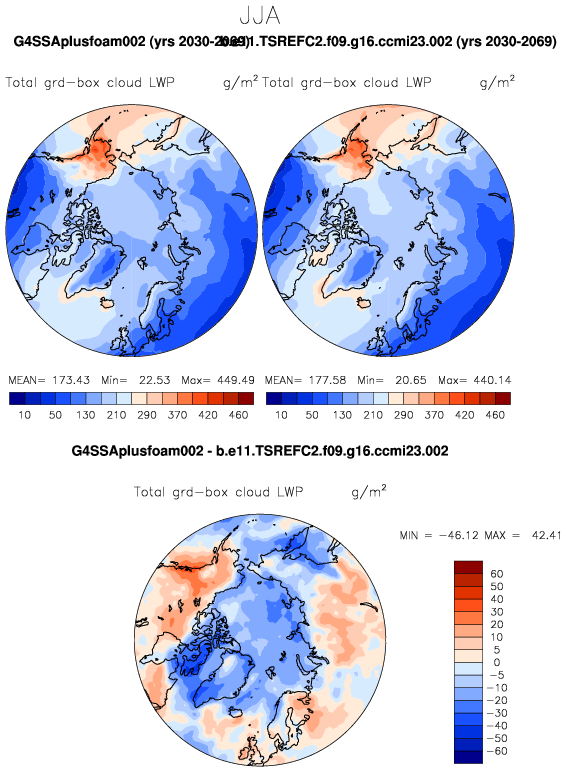 JJA
G4SSAplusfoam002 (yrs 2030-2069) b.e11.TSREFC2.f09.g16.ccmi23.002 (yrs 2030-2069)
Total grd-box cloud LWP g/m² Total grd-box cloud LWP g/m²
MEAN= 173.43 Min= 22.53 Max= 449.49 MEAN= 177.58 Min= 20.65 Max= 440.14
10 50 130 210 290 370 420 460 10 50 130 210 290 370 420 460
G4SSAplusfoam002 - b.e11.TSREFC2.f09.g16.ccmi23.002
Total grd-box cloud LWP g/m²
MIN = -46.12 MAX = 42.41
60
50
40
30
20
10
5
0
-5
-10
-20
-30
-40
-50
-60